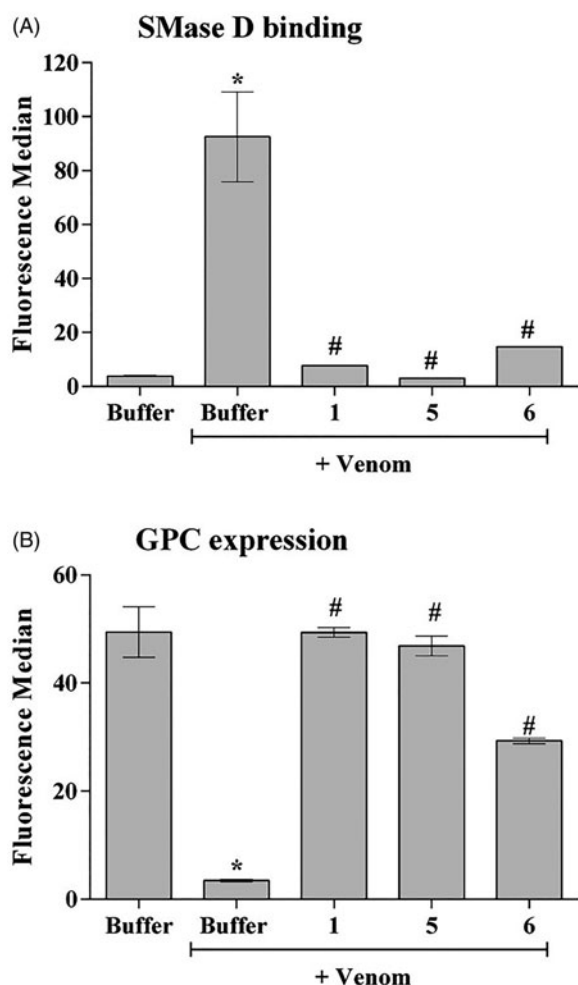 (A) SMase D binding
Fluorescence Median
120
100
80
60
40
20
0
*
# # #
Buffer Buffer 1 5 6
+ Venom
(B) GPC expression
Fluorescence Median
60
40
20
0
*
# # #
Buffer Buffer 1 5 6
+ Venom